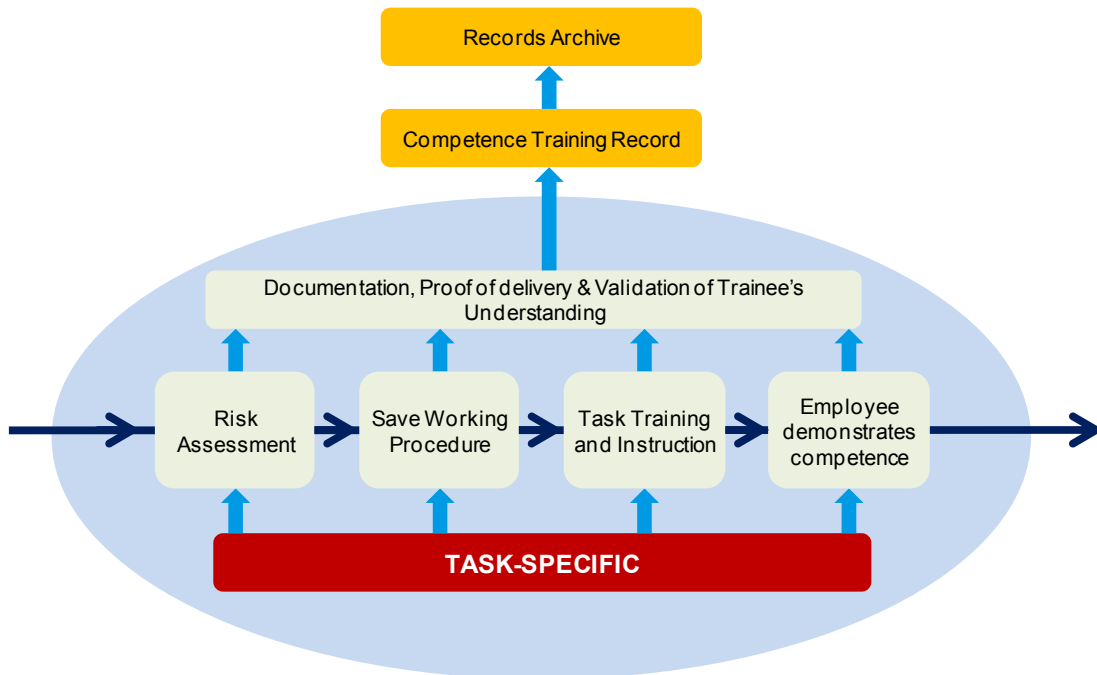 Records Archive
Competence Training Record
Documentation, Proof of delivery & Validation of Trainee's
Understanding
Risk
Assessment
Save Working
Procedure
Task Training
and Instruction
Employee
demonstrates
competence
TASK-SPECIFIC